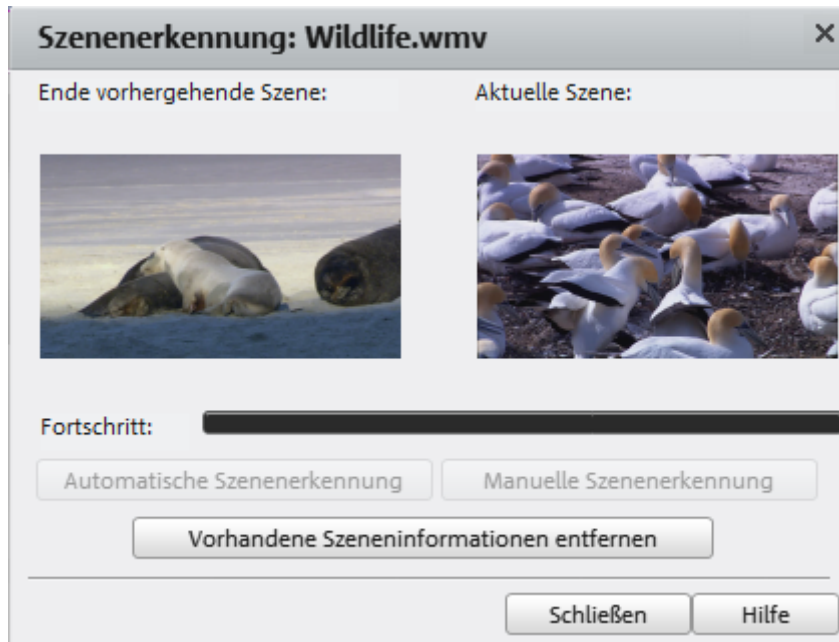 Szenenerkennung: Wildlife.wmv
Ende vorhergehende Szene: Aktuelle Szene:
Fortschritt:
Automatische Szenenerkennung Manuelle Szenenerkennung
Vorhandene Szeneninformationen entfernen
Schließen Hilfe